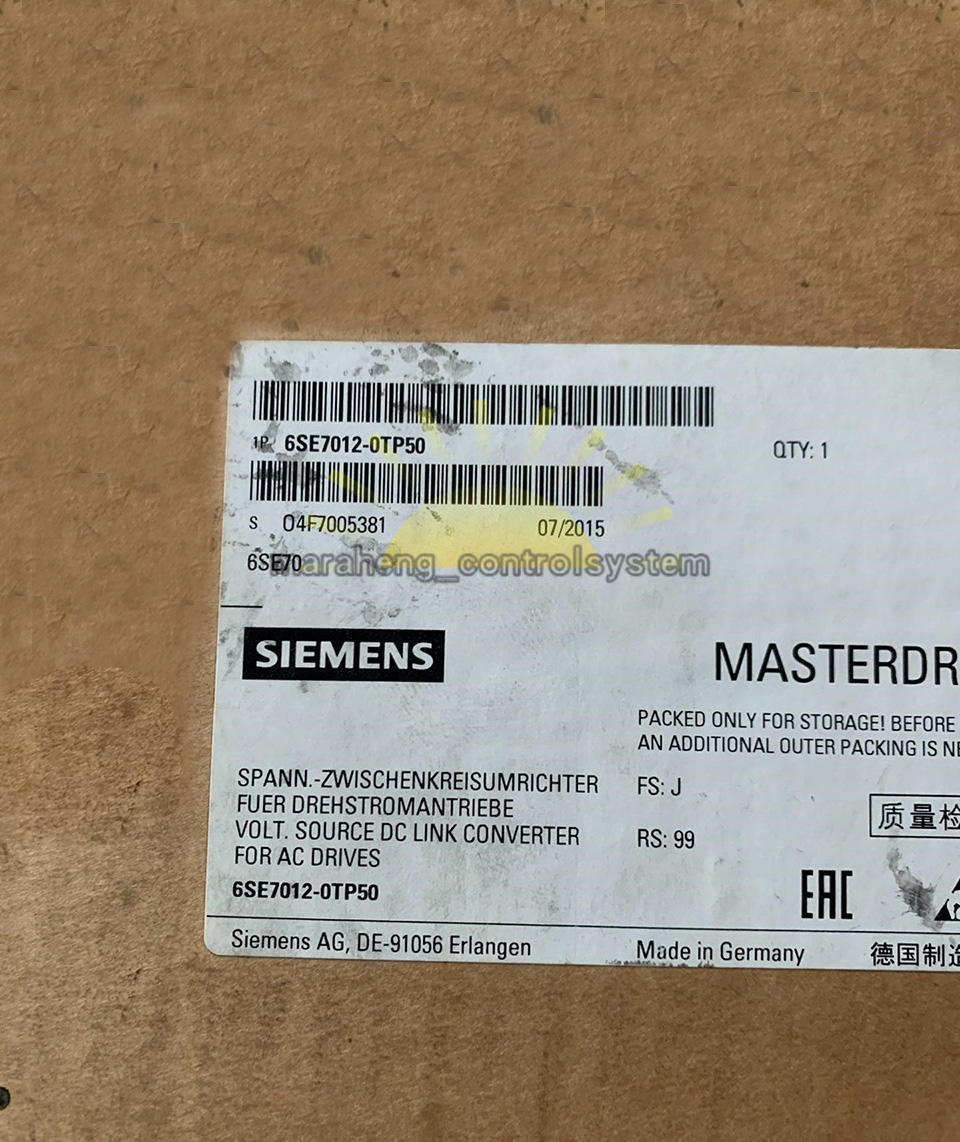 1P 6SE7012-0TP50
QTY: 1
S 04F7005381 07/2015
6SE70
maraheng_controlsystem
SIEMENS
MASTERDR
PACKED ONLY FOR STORAGE! BEFORE
AN ADDITIONAL OUTER PACKING IS NE
SPANN.-ZWISCHENKREISUMRICHTER
FUER DREHSTROMANTRIEBE
VOLT. SOURCE DC LINK CONVERTER
FOR AC DRIVES
6SE7012-0TP50
FS: J
RS: 99
质量检
EAC
Siemens AG, DE-91056 Erlangen
Made in Germany
德国制造